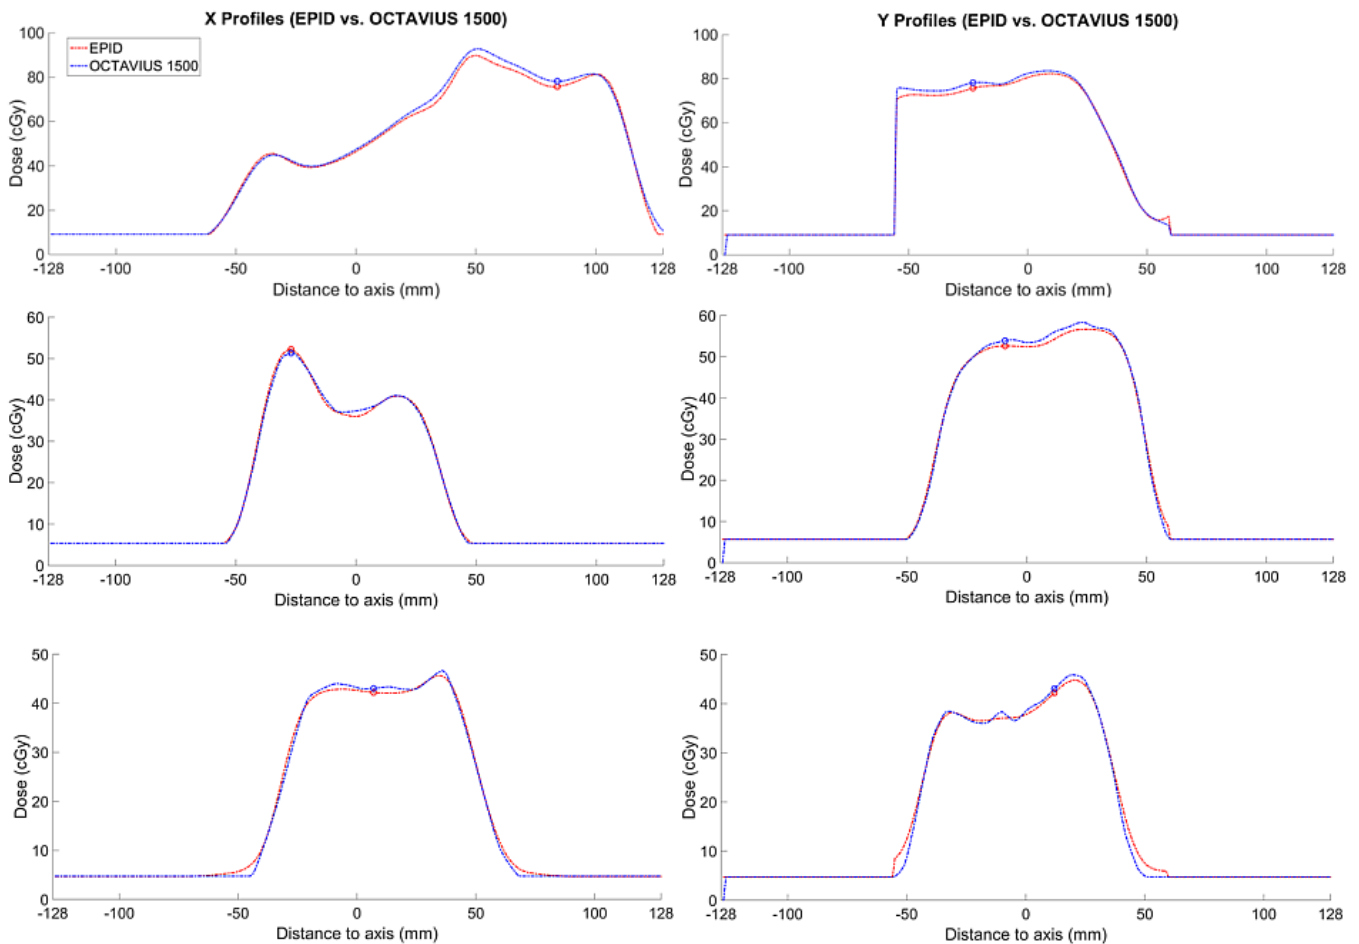 X Profiles (EPID vs. OCTAVIUS 1500)
100
80
60
40
20
0
Dose (cGy)
EPID
OCTAVIUS 1500
-128 -100 -50 0 50 100 128
Distance to axis (mm)
Y Profiles (EPID vs. OCTAVIUS 1500)
100
80
60
40
20
0
Dose (cGy)
-128 -100 -50 0 50 100 128
Distance to axis (mm)
60
50
40
30
20
10
0
Dose (cGy)
-128 -100 -50 0 50 100 128
Distance to axis (mm)
60
50
40
30
20
10
0
Dose (cGy)
-128 -100 -50 0 50 100 128
Distance to axis (mm)
50
40
30
20
10
0
Dose (cGy)
-128 -100 -50 0 50 100 128
Distance to axis (mm)
50
40
30
20
10
0
Dose (cGy)
-128 -100 -50 0 50 100 128
Distance to axis (mm)